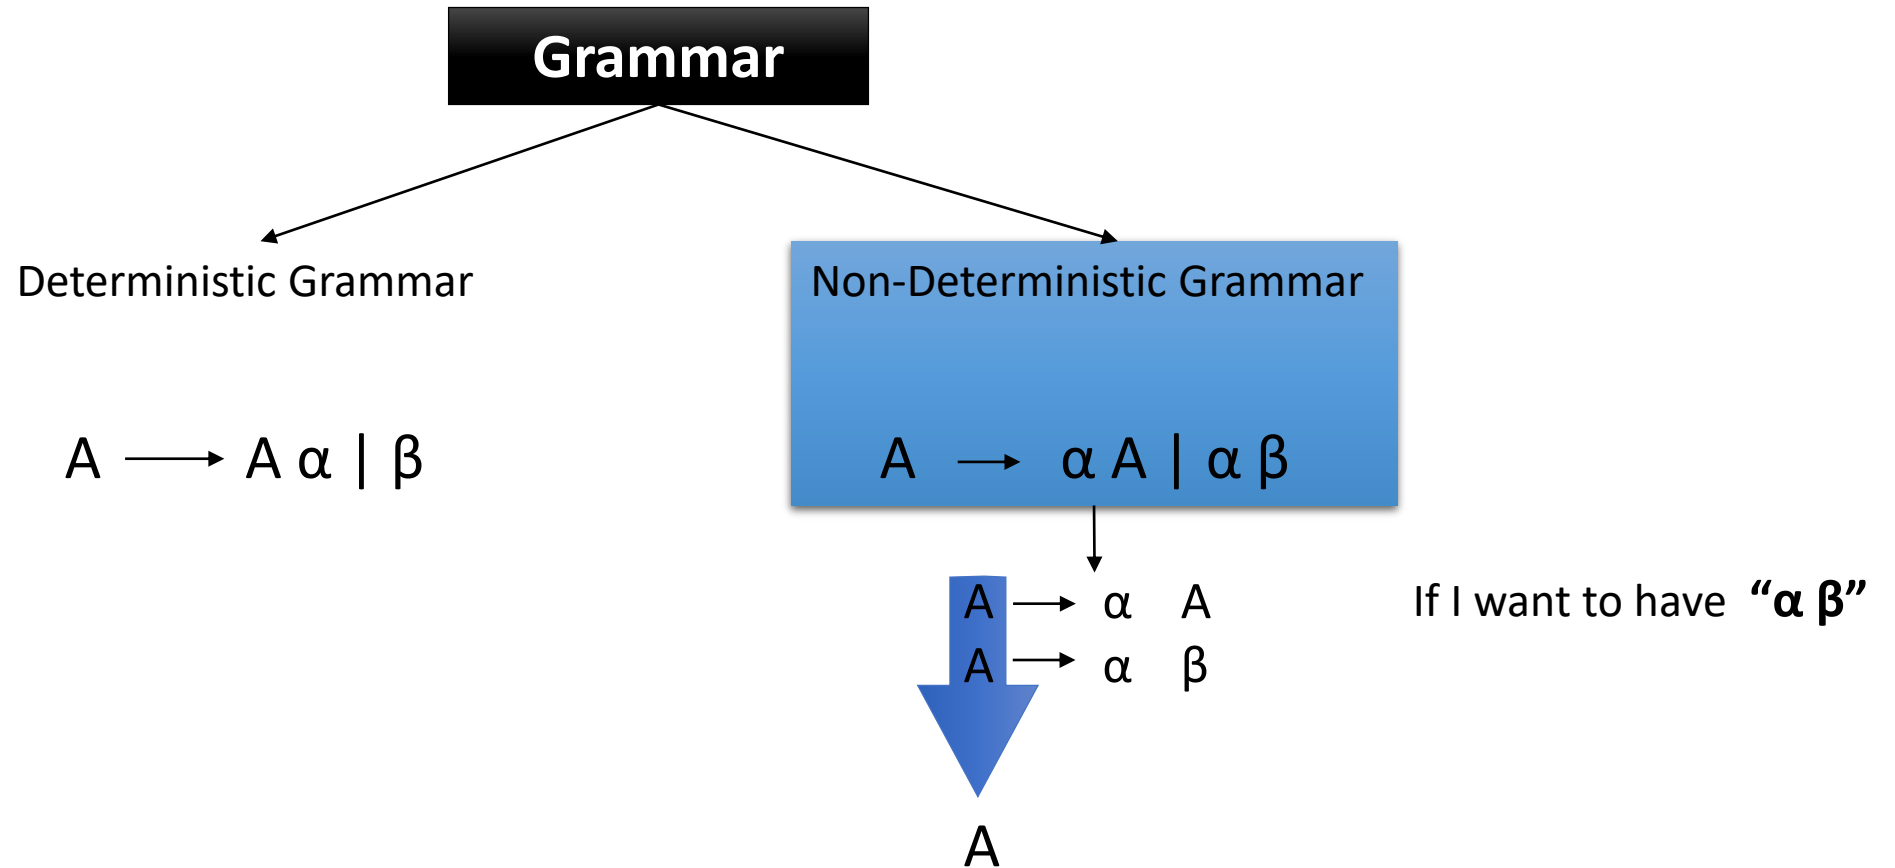 Grammar
Deterministic Grammar
Non-Deterministic Grammar
A → A α | β
A → α A | α β
A → α A
If I want to have “α β”
A → α β
A